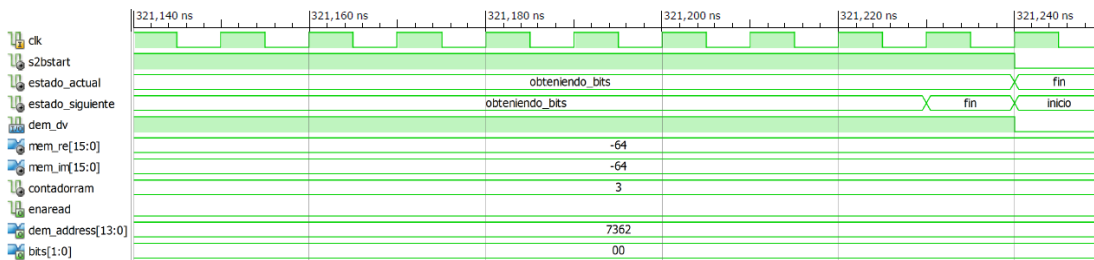 321,140 ns 321,160 ns 321,180 ns 321,200 ns 321,220 ns 321,240 ns
clk
s2bstart
estado_actual obteniendo_bits fin
estado_siguiente obteniendo_bits fin inicio
dem_dv
mem_re[15:0] -64
mem_im[15:0] -64
contadorram 3
enaread
dem_address[13:0] 7362
bits[1:0] 00